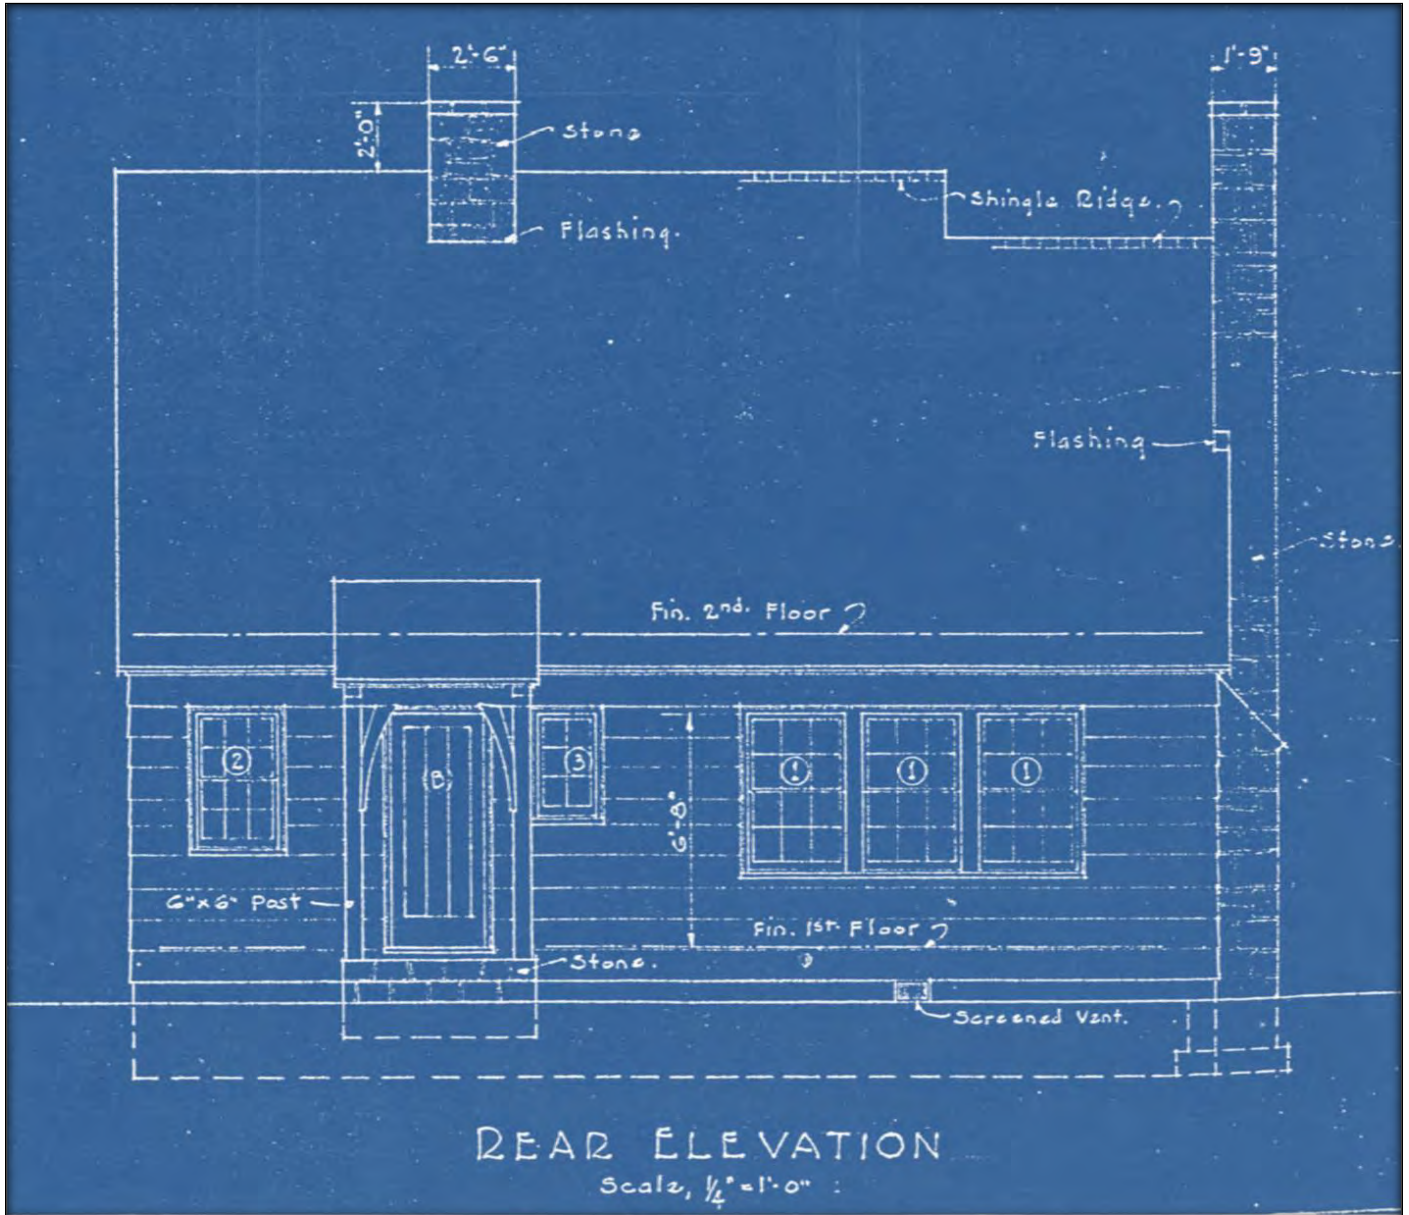 2'-6"
1'-9"
2'-0"
Stone
Shingle Ridge.
Flashing.
Flashing
Stone
Fin. 2nd. Floor
2
B
3
1
1
1
6'-8"
6"x6" Post
Fin. 1st. Floor
Stone.
Screened Vent.
REAR ELEVATION
Scale, 1/4" = 1'-0"